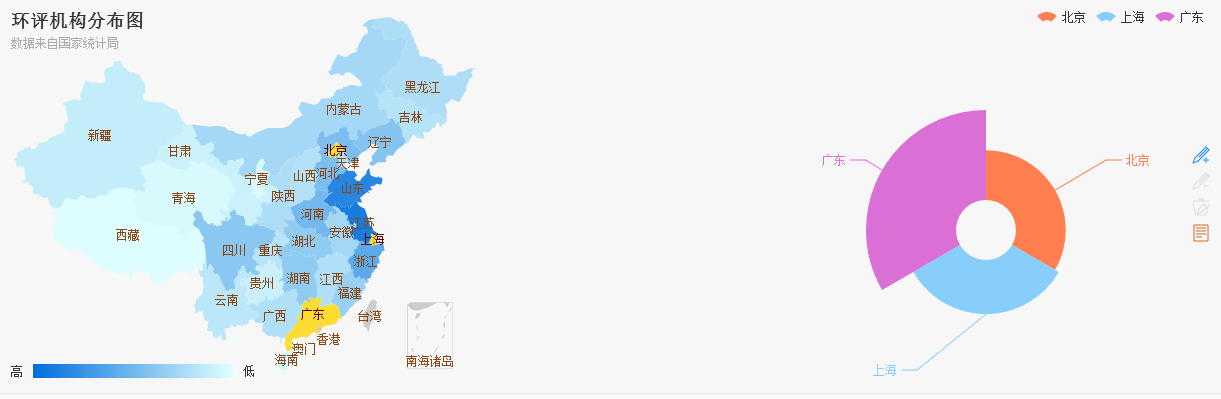 环评机构分布图
数据来自国家统计局
北京
上海
广东
黑龙江
内蒙古
吉林
新疆
辽宁
甘肃
北京
天津
宁夏
山西
河北
陕西
山东
青海
河南
江苏
西藏
安徽
上海
四川
重庆
湖北
浙江
贵州
湖南
江西
云南
福建
广西
广东
台湾
香港
澳门
海南
南海诸岛
高
低
广东
北京
上海